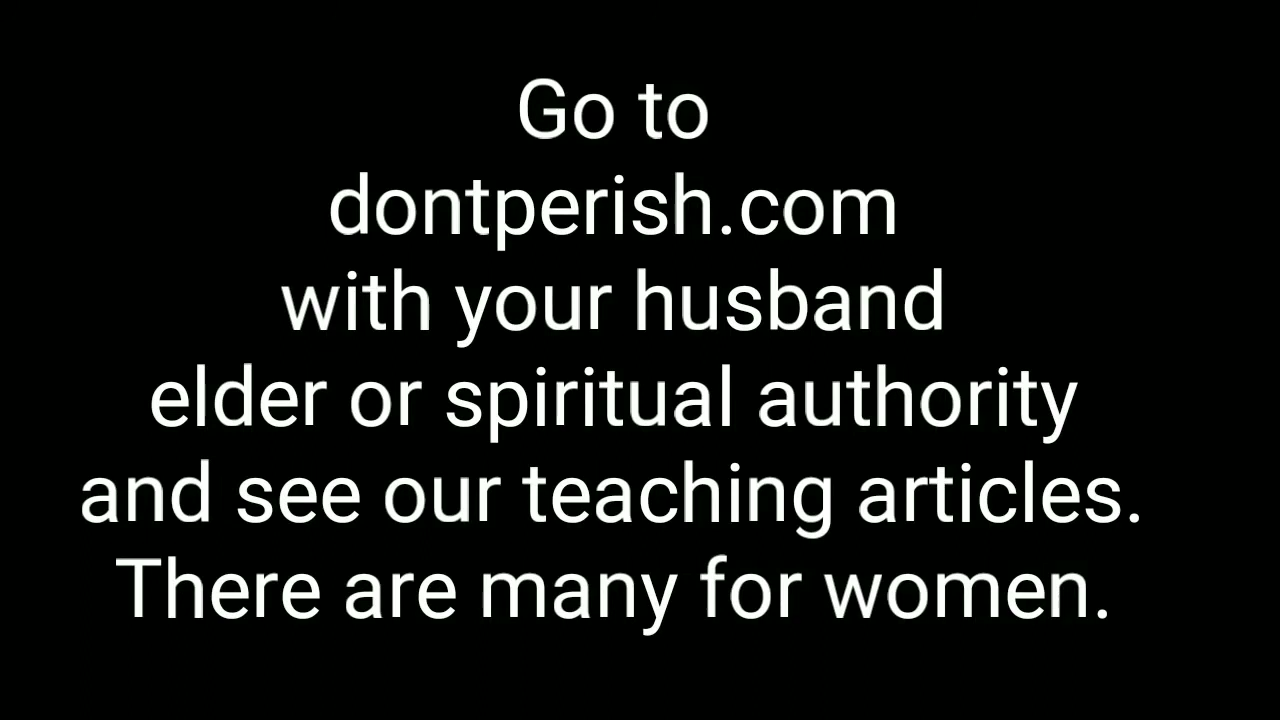 Go to
dontperish.com
with your husband
elder or spiritual authority
and see our teaching articles.
There are many for women.